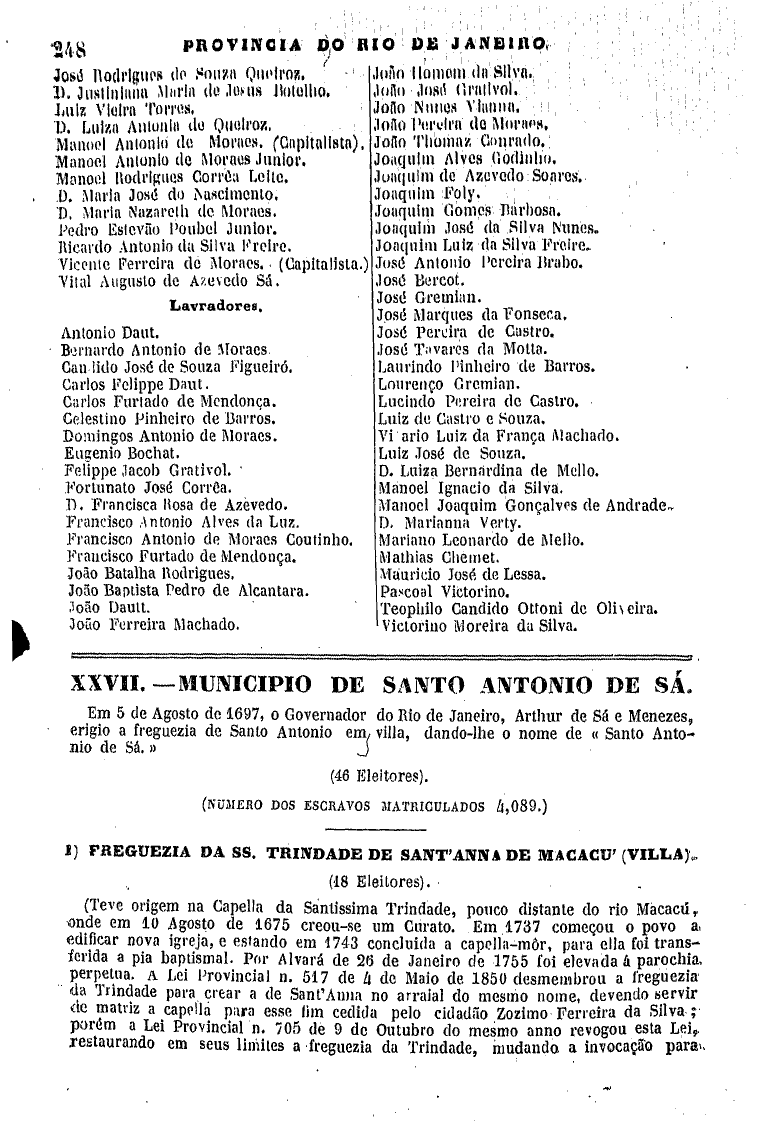 248 PROVINCIA DO RIO DE JANEIRO.
José Rodrigues de Souza Queiroz.
D. Justiniana Maria de Jesus Botelho.
Luiz Vieira Torres.
D. Luiza Antonia de Queiroz.
Manoel Antonio de Moraes. (Capitalista).
Manoel Antonio de Moraes Junior.
Manoel Rodrigues Corrêa Leite.
D. Maria José do Nascimento.
D. Maria Nazareth de Moraes.
Pedro Estevão Poubel Junior.
Ricardo Antonio da Silva Freire.
Vicente Ferreira de Moraes. (Capitalista.)
Vital Augusto de Azevedo Sá.
Lavradores.
Antonio Daut.
Bernardo Antonio de Moraes
Candido José de Souza Figueiró.
Carlos Felippe Daut.
Carlos Furtado de Mendonça.
Celestino Pinheiro de Barros.
Domingos Antonio de Moraes.
Eugenio Bochat.
Felippe Jacob Grativol.
Fortunato José Corrêa.
D. Francisca Rosa de Azevedo.
Francisco Antonio Alves da Luz.
Francisco Antonio de Moraes Coutinho.
Francisco Furtado de Mendonça.
João Batalha Rodrigues.
João Baptista Pedro de Alcantara.
João Dautt.
João Ferreira Machado.
João Homem da Silva.
João José Grativol.
João Nunes Vianna.
João Pereira de Moraes.
João Thomaz Conrado.
Joaquim Alves Godinho.
Joaquim de Azevedo Soares.
Joaquim Foly.
Joaquim Gomes Barbosa.
Joaquim José da Silva Nunes.
Joaquim Luiz da Silva Freire.
José Antonio Pereira Brabo.
José Bercot.
José Gremian.
José Marques da Fonseca.
José Pereira de Castro.
José Tavares da Motta.
Laurindo Pinheiro de Barros.
Lourenço Gremian.
Lucindo Pereira de Castro.
Luiz de Castro e Souza.
Vi ario Luiz da França Machado.
Luiz José de Souza.
D. Luiza Bernardina de Mello.
Manoel Ignacio da Silva.
Manoel Joaquim Gonçalves de Andrade.
D. Marianna Verty.
Mariano Leonardo de Mello.
Mathias Chemet.
Mauricio José de Lessa.
Pascoal Victorino.
Teophilo Candido Ottoni de Oliveira.
Victorino Moreira da Silva.
XXVII. — MUNICIPIO DE SANTO ANTONIO DE SÁ.
Em 5 de Agosto de 1697, o Governador do Rio de Janeiro, Arthur de Sá e Menezes,
erigio a freguezia de Santo Antonio em villa, dando-lhe o nome de « Santo Anto-
nio de Sá. »
(46 Eleitores).
(NUMERO DOS ESCRAVOS MATRICULADOS 4,089.)
1) FREGUEZIA DA SS. TRINDADE DE SANT'ANNA DE MACACU' (VILLA).
(18 Eleitores).
(Teve origem na Capella da Santissima Trindade, pouco distante do rio Macacú,
onde em 10 Agosto de 1675 creou-se um Curato. Em 1737 começou o povo a
edificar nova igreja, e estando em 1743 concluida a capella-môr, para ella foi trans-
ferida a pia baptismal. Por Alvará de 26 de Janeiro de 1755 foi elevada á parochia
perpetua. A Lei Provincial n. 517 de 4 de Maio de 1850 desmembrou a freguezia
da Trindade para crear a de Sant'Anna no arraial do mesmo nome, devendo servir
de matriz a capella para esse fim cedida pelo cidadão Zozimo Ferreira da Silva;
porém a Lei Provincial n. 705 de 9 de Outubro do mesmo anno revogou esta Lei,
restaurando em seus limites a freguezia da Trindade, mudando a invocação para